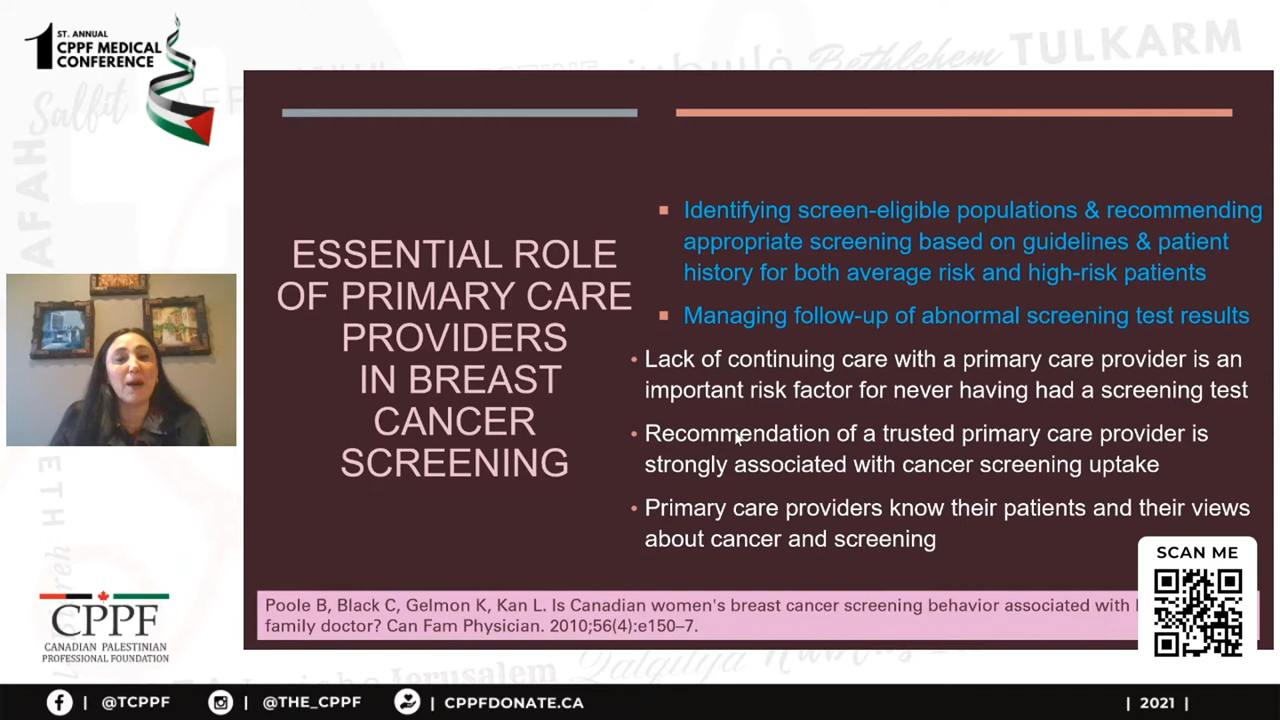 1
ST. ANNUAL
CPPF MEDICAL
CONFERENCE
Salfit
Bethlehem
TULKARM
ESSENTIAL ROLE
OF PRIMARY CARE
PROVIDERS
IN BREAST
CANCER
SCREENING
Identifying screen-eligible populations & recommending
appropriate screening based on guidelines & patient
history for both average risk and high-risk patients
Managing follow-up of abnormal screening test results
Lack of continuing care with a primary care provider is an
important risk factor for never having had a screening test
Recommendation of a trusted primary care provider is
strongly associated with cancer screening uptake
Primary care providers know their patients and their views
about cancer and screening
SCAN ME
Poole B, Black C, Gelmon K, Kan L. Is Canadian women's breast cancer screening behavior associated with
family doctor? Can Fam Physician. 2010;56(4):e150–7.
CPPF
CANADIAN PALESTINIAN
PROFESSIONAL FOUNDATION
Jerusalem
Qalqilya
| @TCPPF | @THE_CPPF | CPPFDONATE.CA | 2021 |